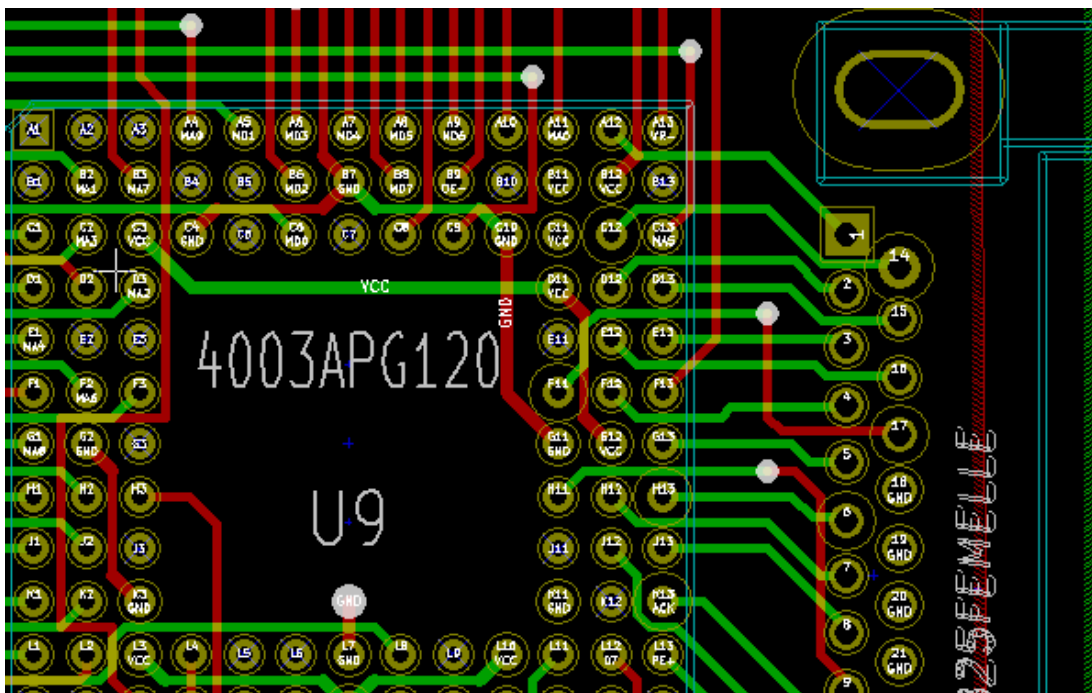 A1 A2 A3 A4 A5 A6 A7 A8 A9 A10 A11 A12 A13
MA9 MD1 MD3 MD4 MD5 MD6 MA0
B1 B2 B3 B4 B5 B6 B7 B8 B9 B10 B11 B12 B13
MA1 MA7 MD2 GND MD7 OE- VCC VCC
C1 C2 C3 C4 C6 C7 C8 C9 C10 C11 C12 C13
MA3 VCC GND MD0 GND VCC MA5
1
14
D1 D2 D3 D11 D12 D13
MA2 VCC
VCC
2
GND
15
E1 E2 E3 E11 E12 E13
MA4
3
4003APG120
16
F1 F2 F3 F11 F12 F13
MA6
4
17
G1 G2 G3 G11 G12 G13
MA8 GND GND VCC
5
18
GND
H1 H2 H3 H11 H12 H13
6
U9
J1 J2 J3 J11 J12 J13
19
GND
7
K1 K2 K3 K11 K12 K13
GND GND ACK
GND
20
GND
8
L1 L2 L3 L4 L5 L6 L7 L8 L9 L10 L11 L12 L13
VCC GND VCC D7 PE+
21
GND
9
25FEMELLE